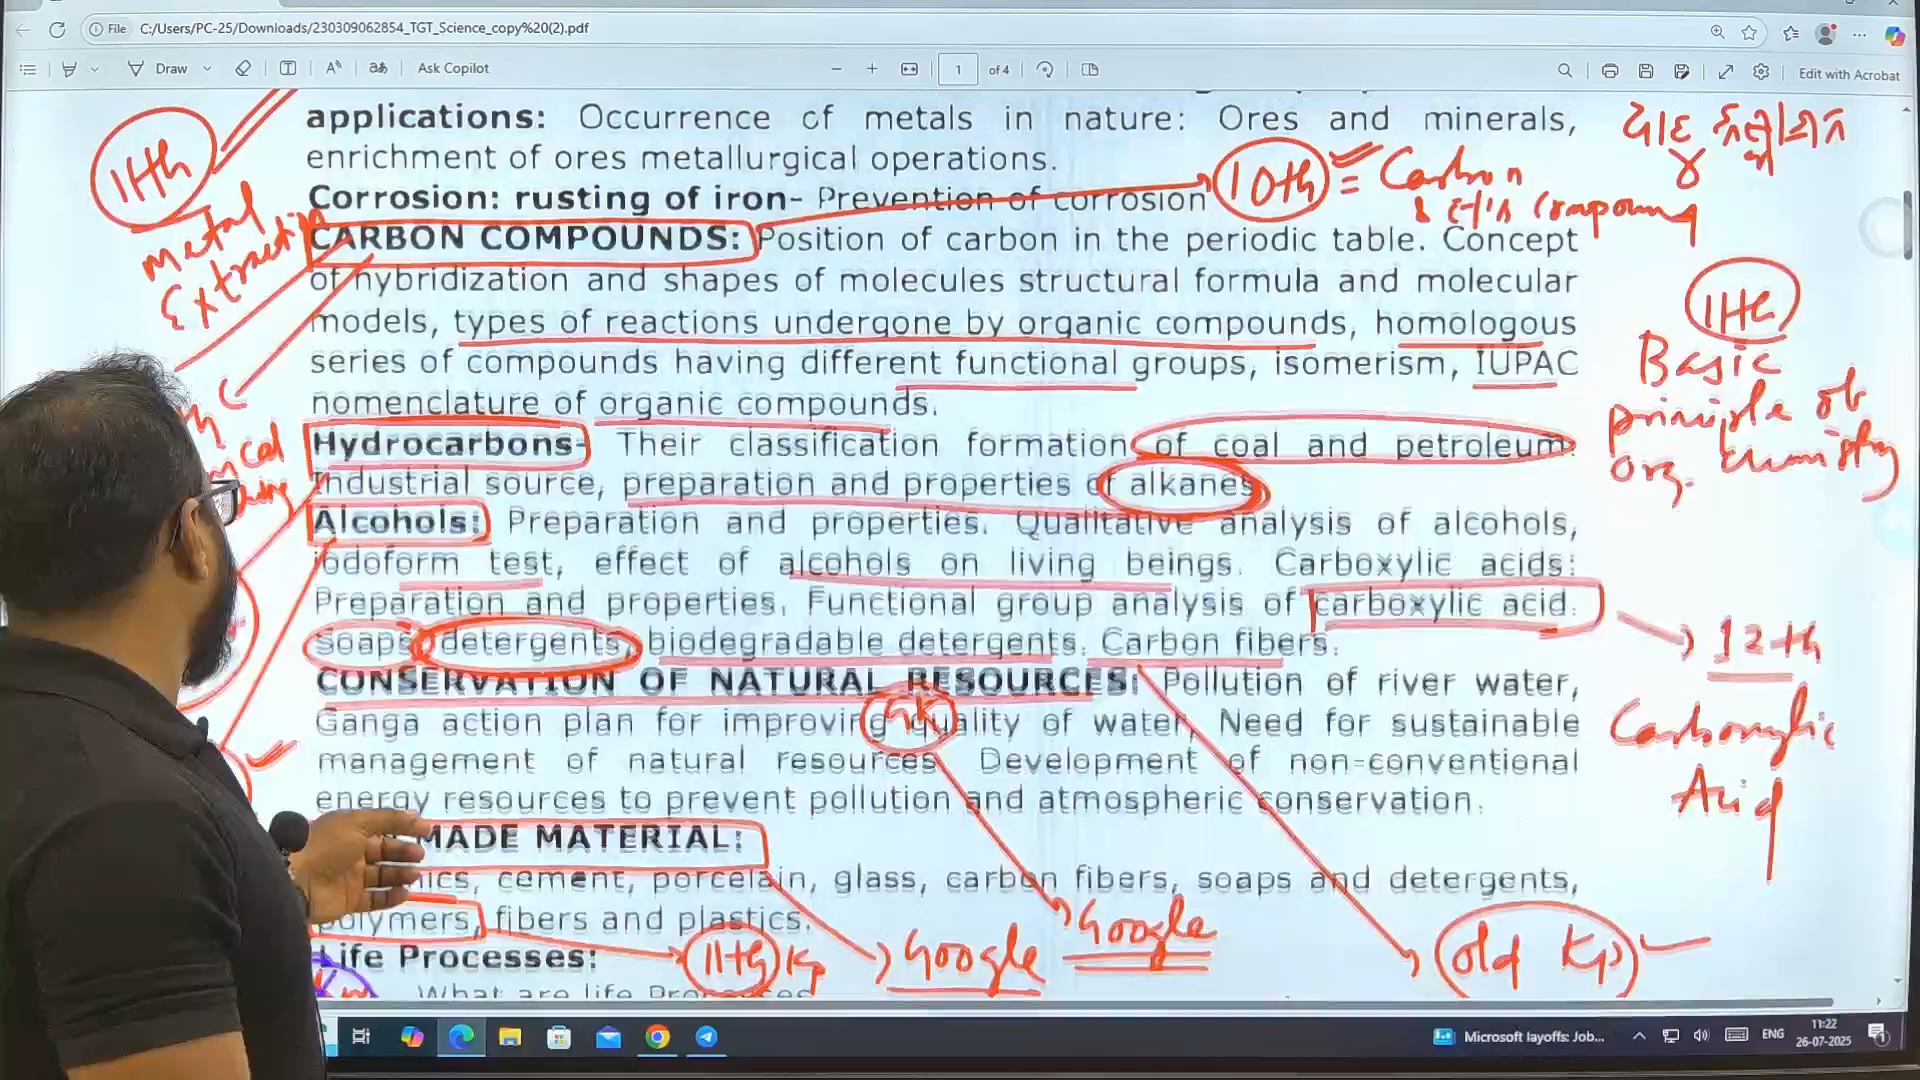 File C:/Users/PC-25/Downloads/230309062854_TGT_Science_copy%20(2).pdf
Draw
Ask Copilot
1 of 4
Edit with Acrobat
applications: Occurrence of metals in nature: Ores and minerals,
enrichment of ores metallurgical operations.
Corrosion: rusting of iron- Prevention of corrosion
CARBON COMPOUNDS: Position of carbon in the periodic table. Concept
of hybridization and shapes of molecules structural formula and molecular
models, types of reactions undergone by organic compounds, homologous
series of compounds having different functional groups, isomerism, IUPAC
nomenclature of organic compounds.
Hydrocarbons- Their classification formation of coal and petroleum.
Industrial source, preparation and properties of alkanes
Alcohols: Preparation and properties. Qualitative analysis of alcohols,
iodoform test, effect of alcohols on living beings. Carboxylic acids:
Preparation and properties. Functional group analysis of carboxylic acid.
Soaps detergents, biodegradable detergents. Carbon fibers.
CONSERVATION OF NATURAL RESOURCES: Pollution of river water,
Ganga action plan for improving quality of water, Need for sustainable
management of natural resources. Development of non-conventional
energy resources to prevent pollution and atmospheric conservation.
MADE MATERIAL:
cement, porcelain, glass, carbon fibers, soaps and detergents,
polymers, fibers and plastics.
Life Processes:
What are life Processes
11th
Metal
Extraction
10th = Carbon
compound
11th
Basic
principle of
org. chemistry
12th
Carboxylic
Acid
GK
Google
Google
11th Kp
old Kp
Microsoft layoffs: Job...
ENG
11:22
26-07-2025